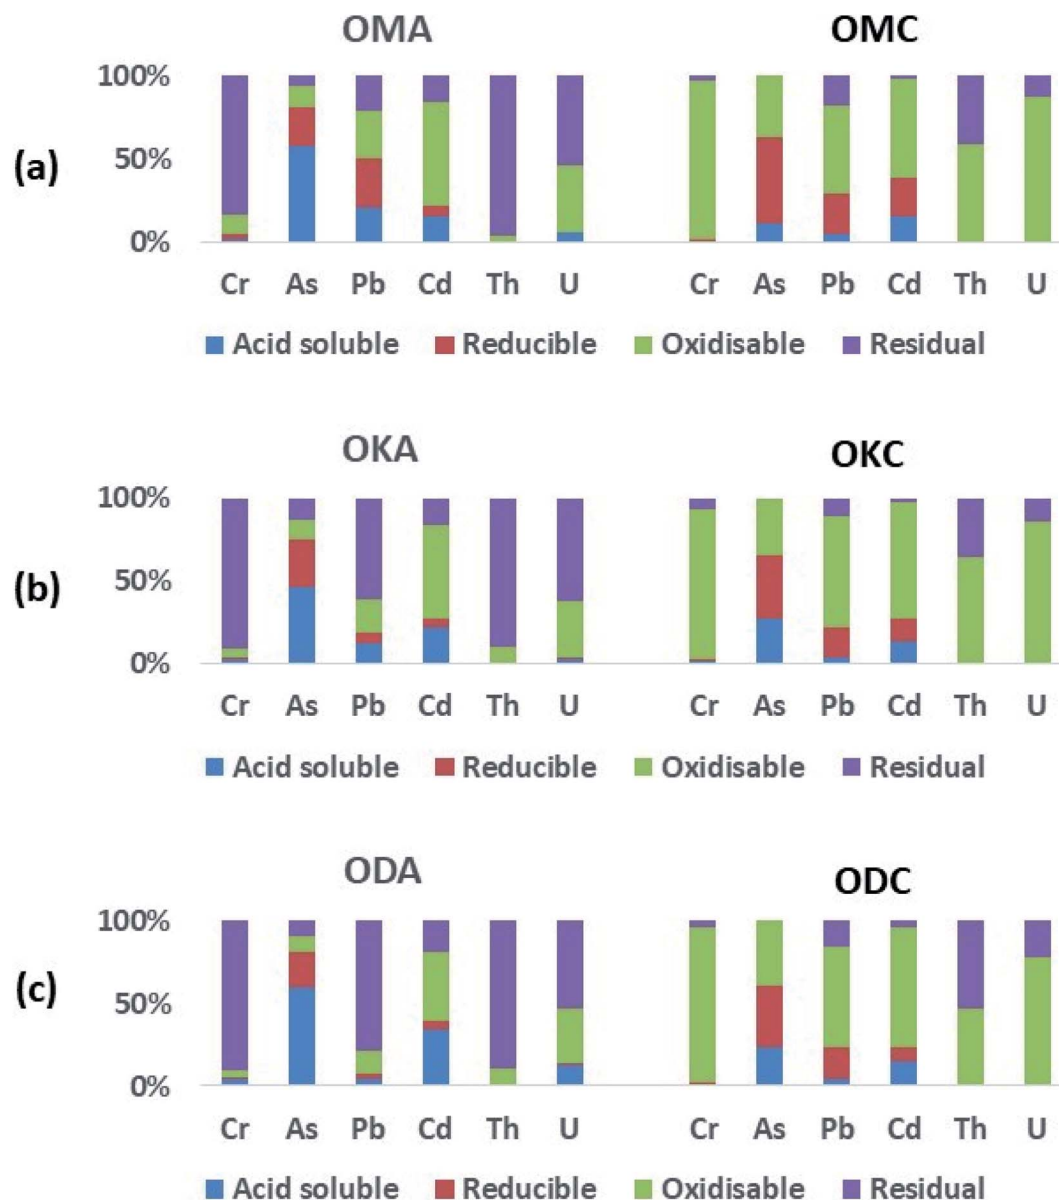 OMA OMC
(a)
100%
50%
0%
Cr As Pb Cd Th U Cr As Pb Cd Th U
Acid soluble Reducible Oxidisable Residual
OKA OKC
(b)
100%
50%
0%
Cr As Pb Cd Th U Cr As Pb Cd Th U
Acid soluble Reducible Oxidisable Residual
ODA ODC
(c)
100%
50%
0%
Cr As Pb Cd Th U Cr As Pb Cd Th U
Acid soluble Reducible Oxidisable Residual